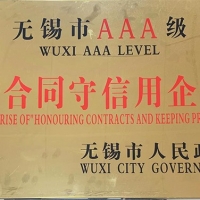 无锡市AAA级
WUXI AAA LEVEL
合同守信用企
RISE OF "HONOURING CONTRACTS AND KEEPING PR
无锡市人民政
WUXI CITY GOVERN